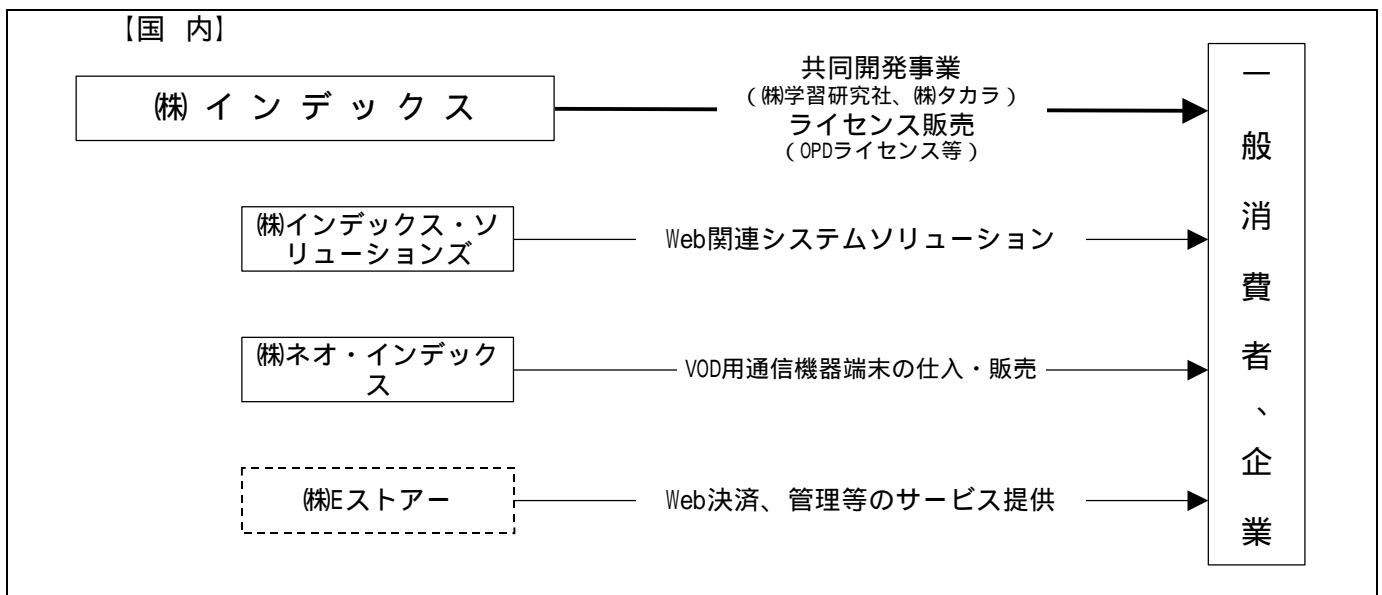 【国 内】
㈱インデックス
共同開発事業
(㈱学習研究社、㈱タカラ)
ライセンス販売
(OPDライセンス等)
㈱インデックス・ソ
リューションズ
Web関連システムソリューション
㈱ネオ・インデック
ス
VOD用通信機器端末の仕入・販売
㈱Eストアー
Web決済、管理等のサービス提供
一般消費者、企業